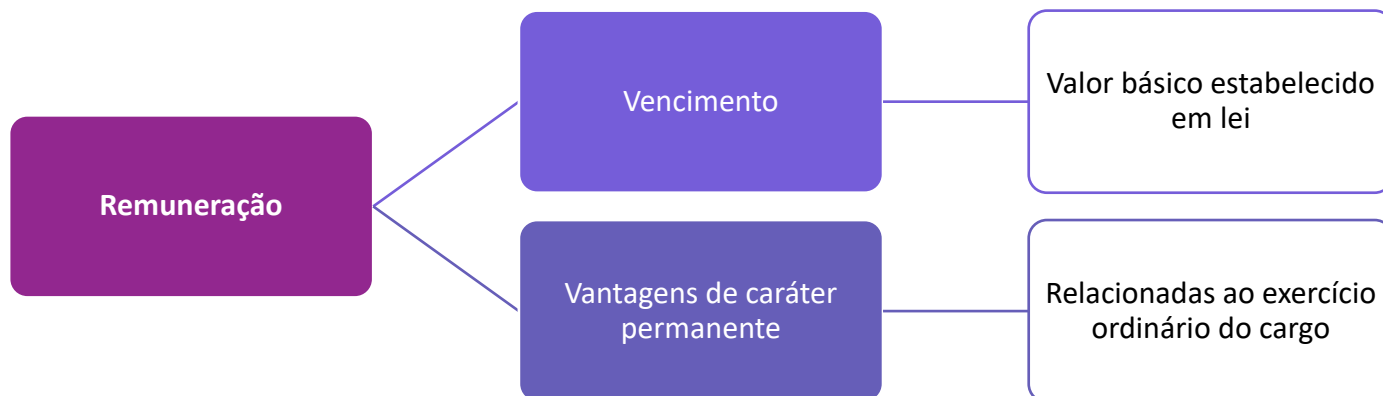 Remuneração
Vencimento
Valor básico estabelecido
em lei
Vantagens de caráter
permanente
Relacionadas ao exercício
ordinário do cargo